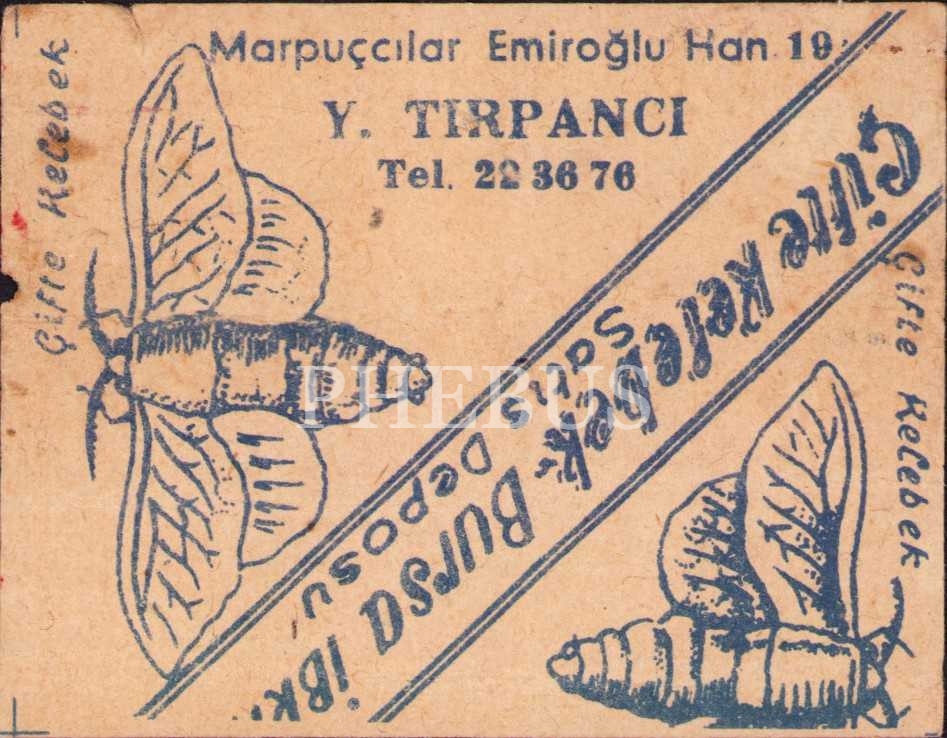 Marpuççılar Emiroğlu Han 19
Y. TIRPANCI
Tel. 22 36 76
Çifte Kelebek
Çifte Kelebek Bursa İpk'
Satış Deposu
Çifte Kelebek
PHEBUS